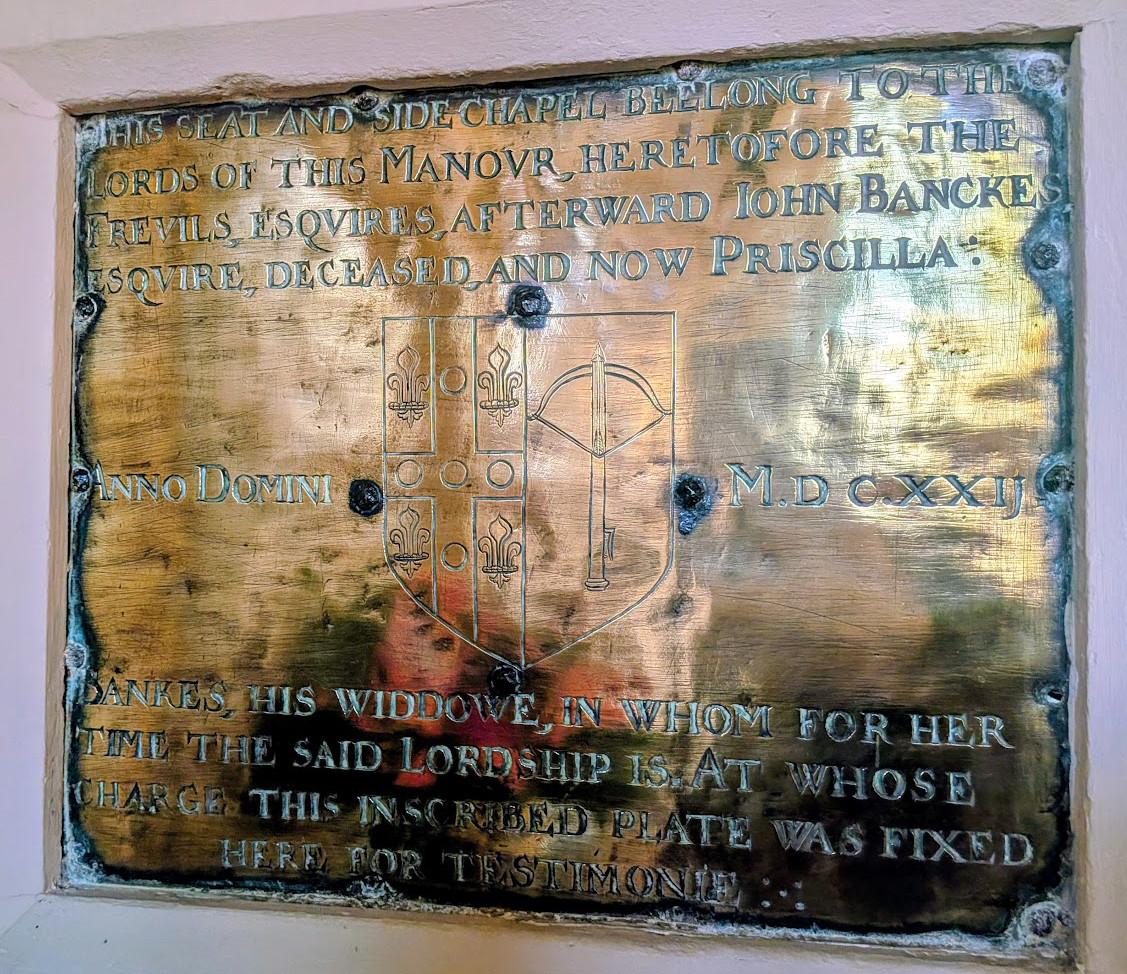 THIS SEAT AND SIDE CHAPEL BEELONG TO THE
LORDS OF THIS MANOVR, HERETOFORE THE
FREVILS, ESQVIRES, AFTERWARD IOHN BANCKES
ESQVIRE, DECEASED, AND NOW PRISCILLA
ANNO DOMINI M.DC.XXIJ
BANKES, HIS WIDDOWE, IN WHOM FOR HER
TIME THE SAID LORDSHIP IS. AT WHOSE
CHARGE THIS INSCRIBED PLATE WAS FIXED
HERE FOR TESTIMONIE